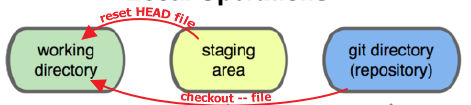 reset HEAD file
working
directory
staging
area
git directory
(repository)
checkout -- file